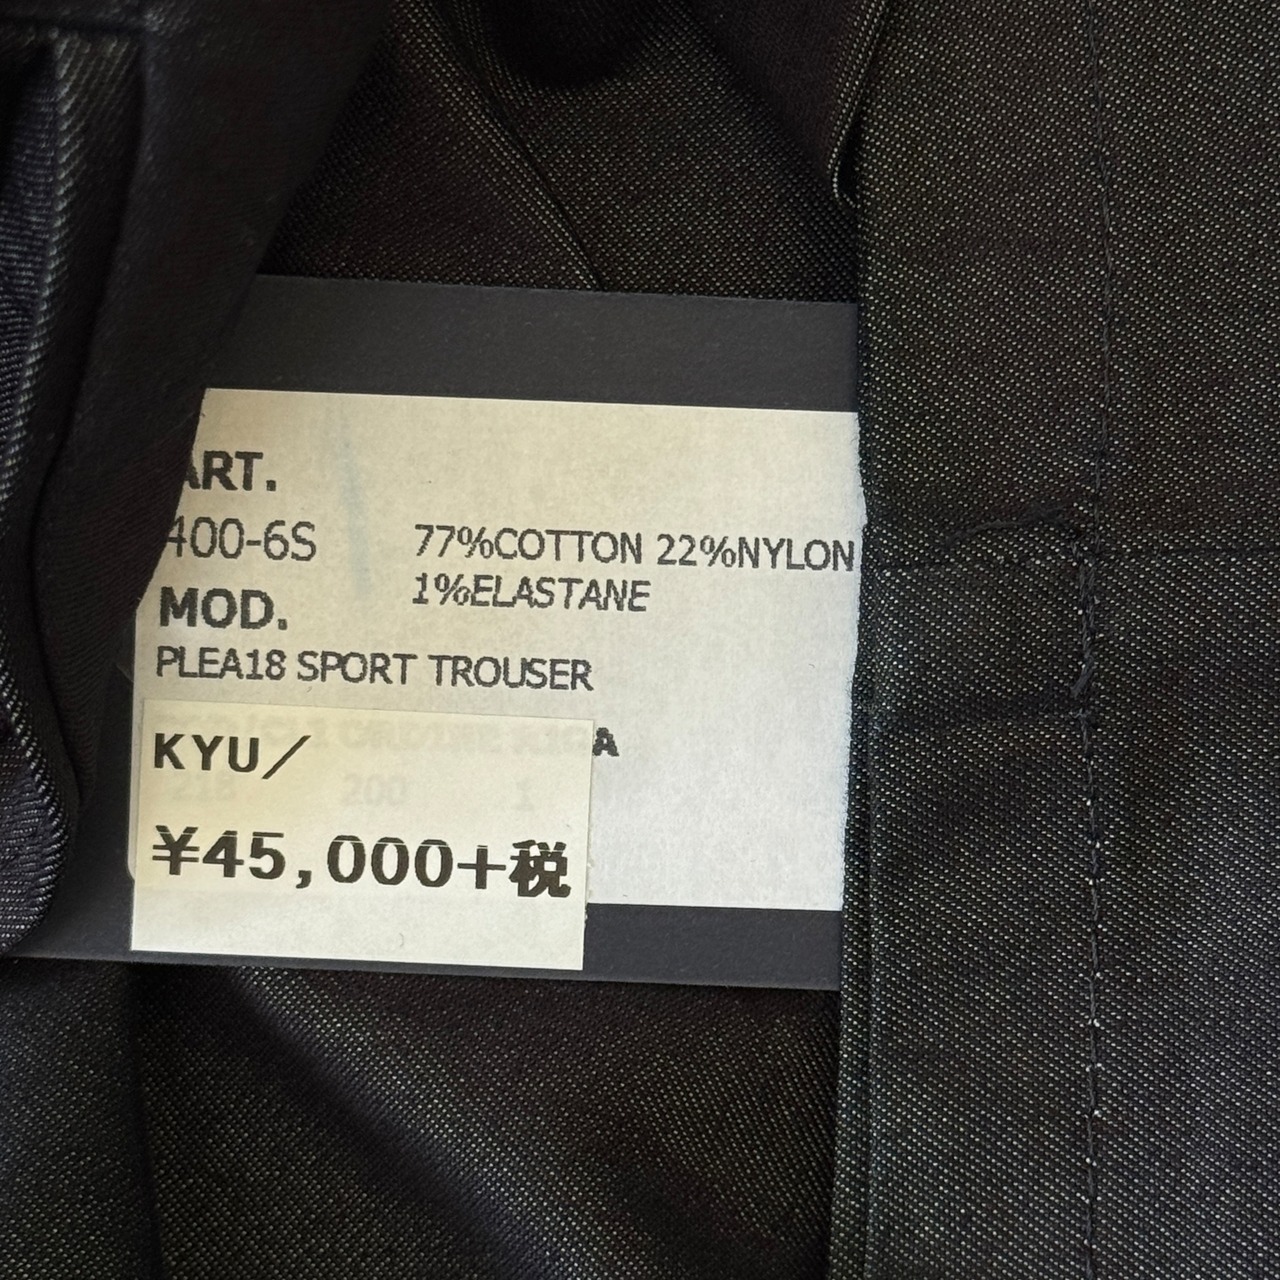 ART.
400-6S 77%COTTON 22%NYLON
1%ELASTANE
MOD.
PLEA18 SPORT TROUSER
KYU/
¥45,000+税